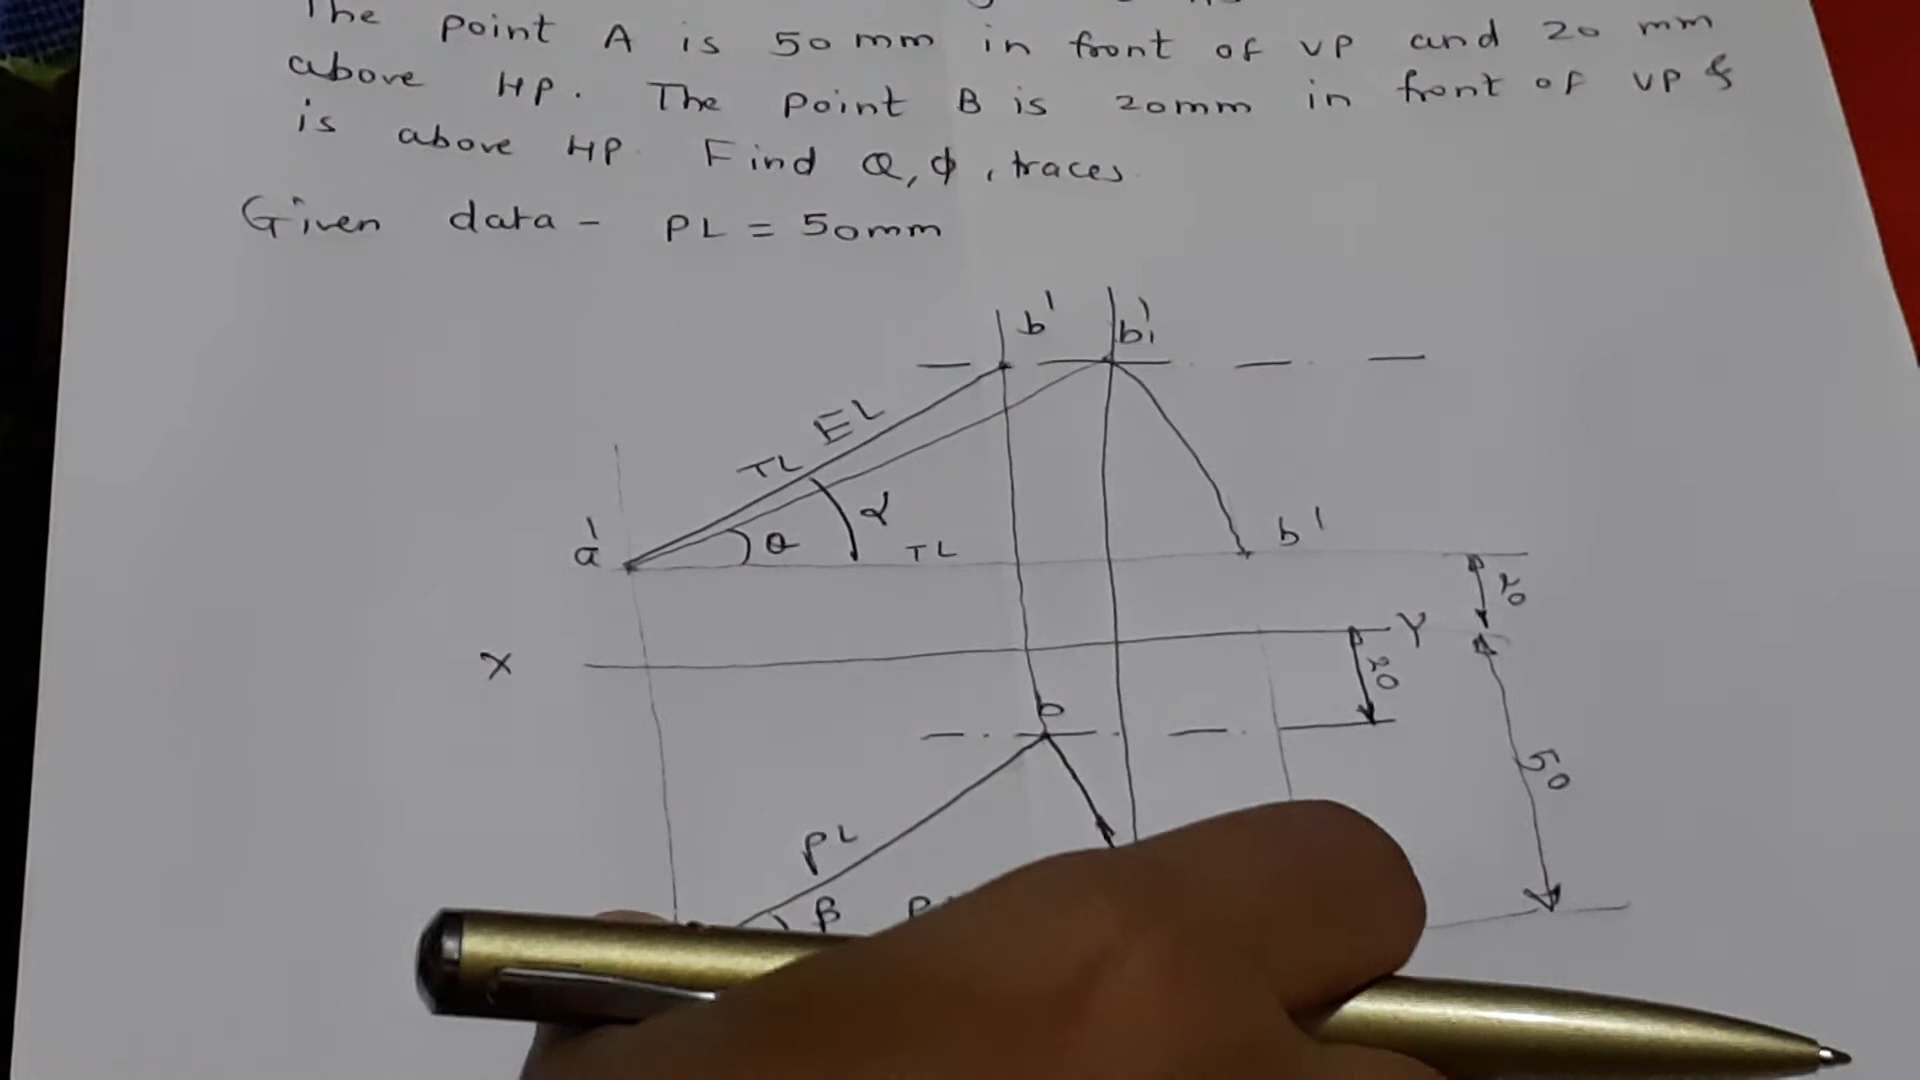 The point A is 50 mm in front of VP and 20 mm
above HP. The point B is 20mm in front of VP &
is above HP. Find Q, ϕ, traces.
Given data - PL = 50mm
b'
b1'
EL
TL
α
a'
θ
TL
b'
20
X
Y
20
b
50
PL
β